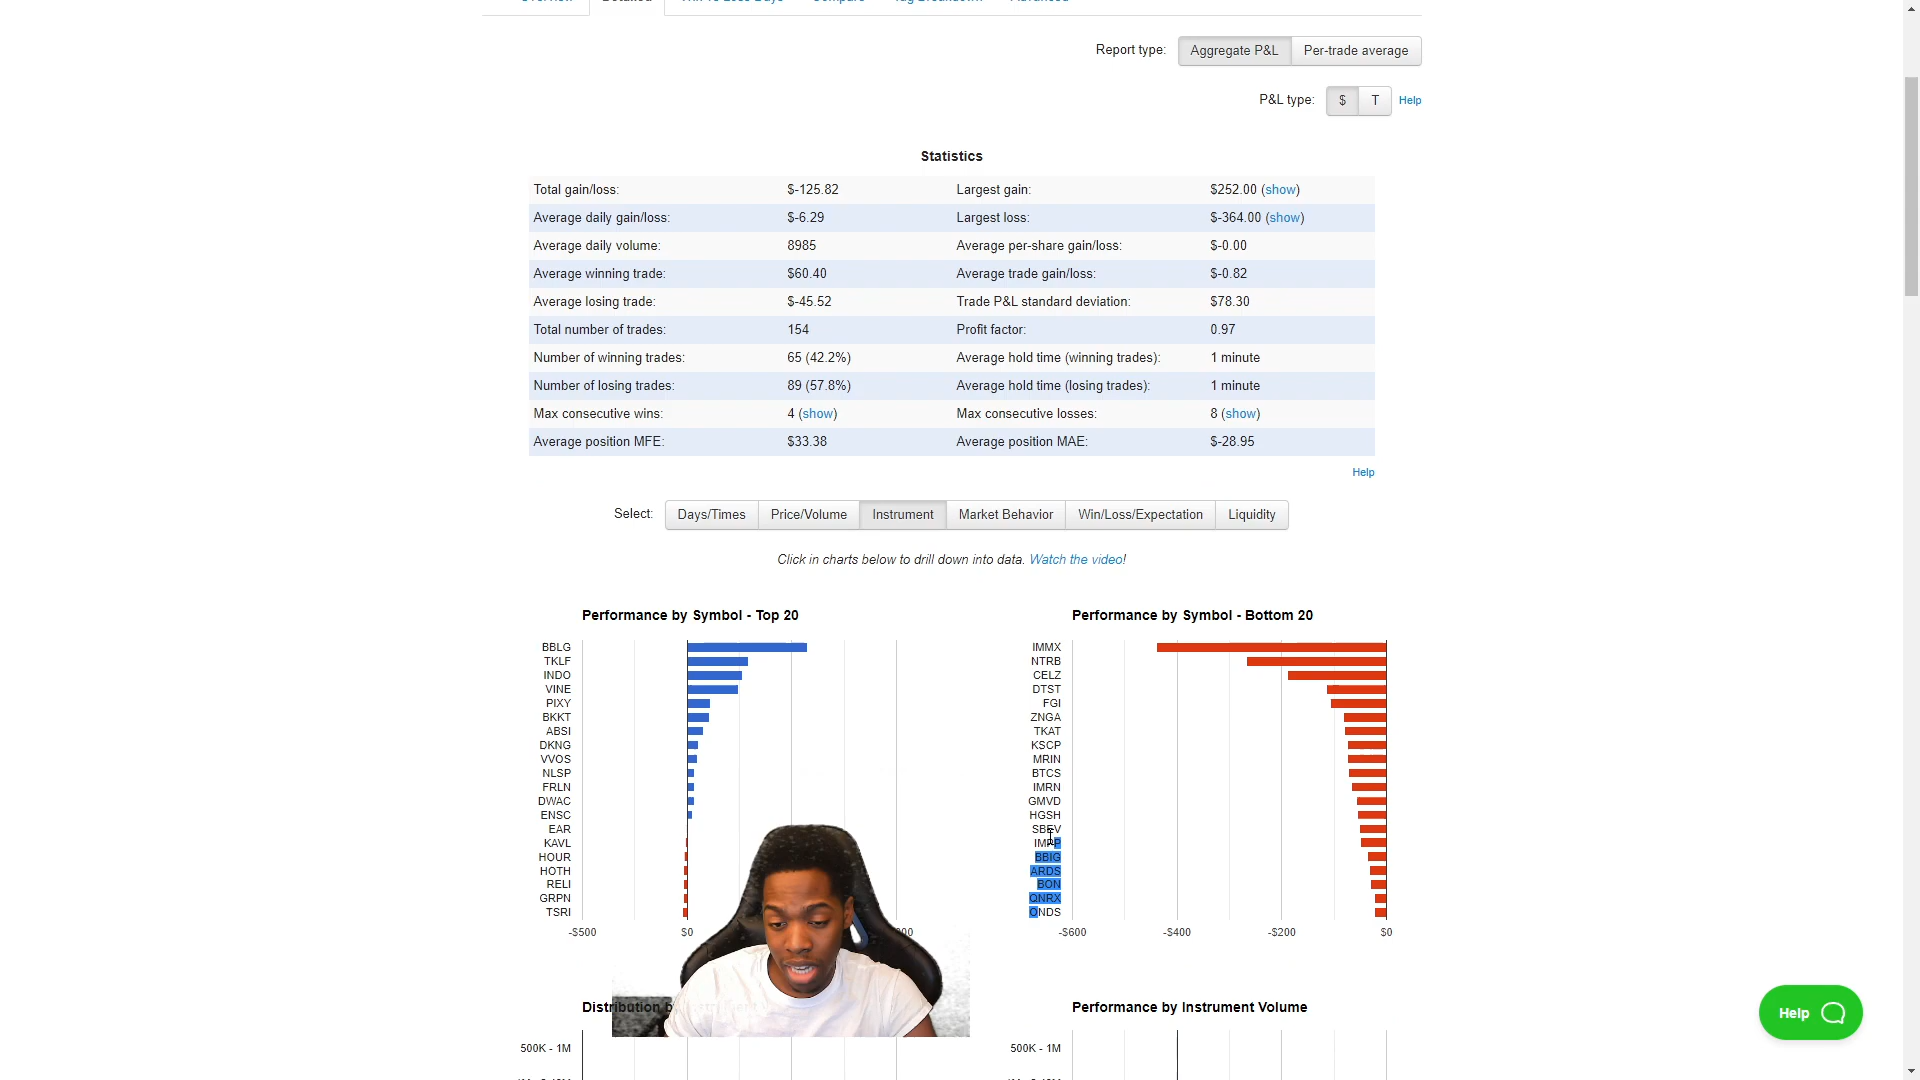 Detailed
Report type: Aggregate P&L Per-trade average
P&L type: $ T Help
Statistics
Total gain/loss: $-125.82 Largest gain: $252.00 (show)
Average daily gain/loss: $-6.29 Largest loss: $-364.00 (show)
Average daily volume: 8985 Average per-share gain/loss: $-0.00
Average winning trade: $60.40 Average trade gain/loss: $-0.82
Average losing trade: $-45.52 Trade P&L standard deviation: $78.30
Total number of trades: 154 Profit factor: 0.97
Number of winning trades: 65 (42.2%) Average hold time (winning trades): 1 minute
Number of losing trades: 89 (57.8%) Average hold time (losing trades): 1 minute
Max consecutive wins: 4 (show) Max consecutive losses: 8 (show)
Average position MFE: $33.38 Average position MAE: $-28.95
Help
Select: Days/Times Price/Volume Instrument Market Behavior Win/Loss/Expectation Liquidity
Click in charts below to drill down into data. Watch the video!
Performance by Symbol - Top 20
BBLG
TKLF
INDO
VINE
PIXY
BKKT
ABSI
DKNG
VVOS
NLSP
FRLN
DWAC
ENSC
EAR
KAVL
HOUR
HOTH
RELI
GRPN
TSRI
-$500 $0
Performance by Symbol - Bottom 20
IMMX
NTRB
CELZ
DTST
FGI
ZNGA
TKAT
KSCP
MRIN
BTCS
IMRN
GMVD
HGSH
SBEV
IMPP
BBIG
ARDS
BON
QNRX
ONDS
-$600 -$400 -$200 $0
Distribution b
500K - 1M
Performance by Instrument Volume
500K - 1M
Help